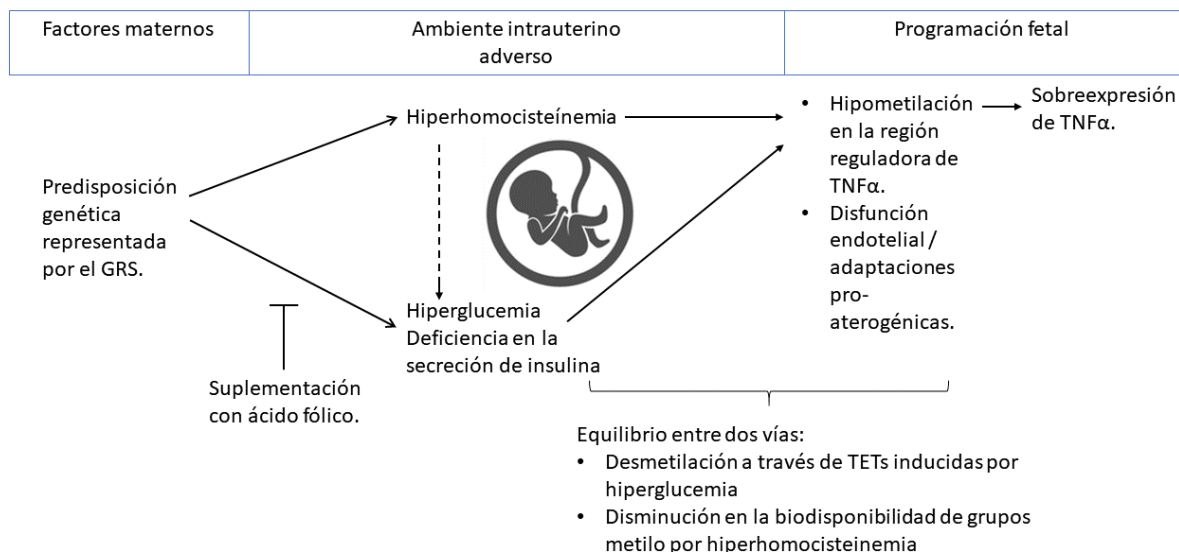 Factores maternos
Ambiente intrauterino
adverso
Programación fetal
Predisposición
genética
representada
por el GRS.
Suplementación
con ácido fólico.
Hiperhomocisteínemia
Hiperglucemia
Deficiencia en la
secreción de insulina
• Hipometilación
en la región
reguladora de
TNFα.
• Disfunción
endotelial /
adaptaciones
pro-
aterogénicas.
Sobreexpresión
de TNFα.
Equilibrio entre dos vías:
• Desmetilación a través de TETs inducidas por
hiperglucemia
• Disminución en la biodisponibilidad de grupos
metilo por hiperhomocisteinemia